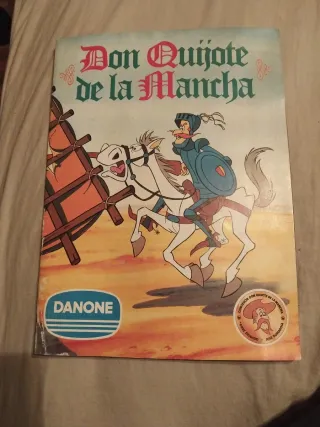 Don Quijote
de la Mancha
DANONE